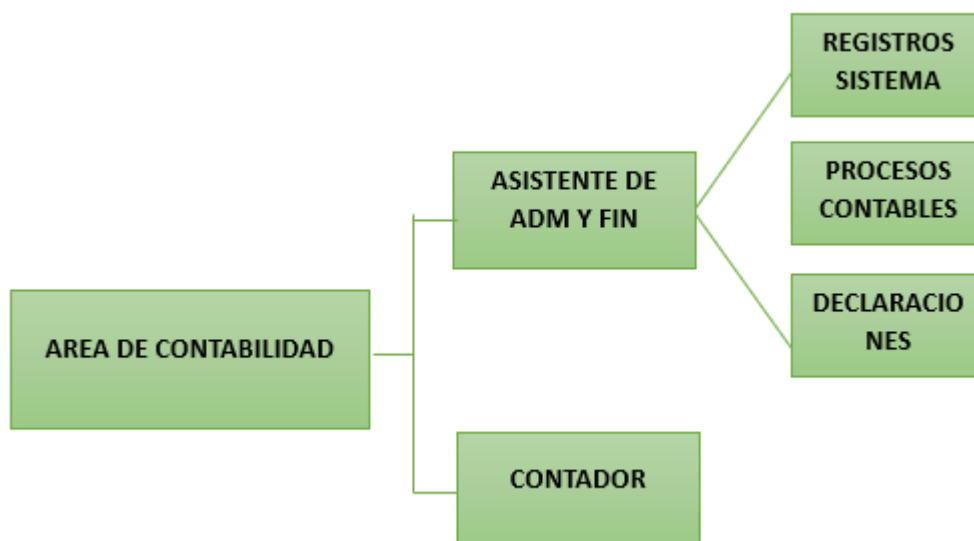 REGISTROS
SISTEMA
ASISTENTE DE
ADM Y FIN
PROCESOS
CONTABLES
DECLARACIO
NES
AREA DE CONTABILIDAD
CONTADOR